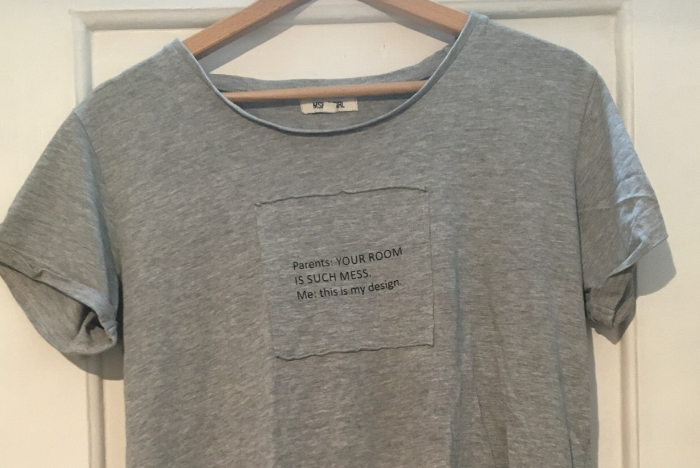 Parents: YOUR ROOM
IS SUCH MESS.
Me: this is my design.